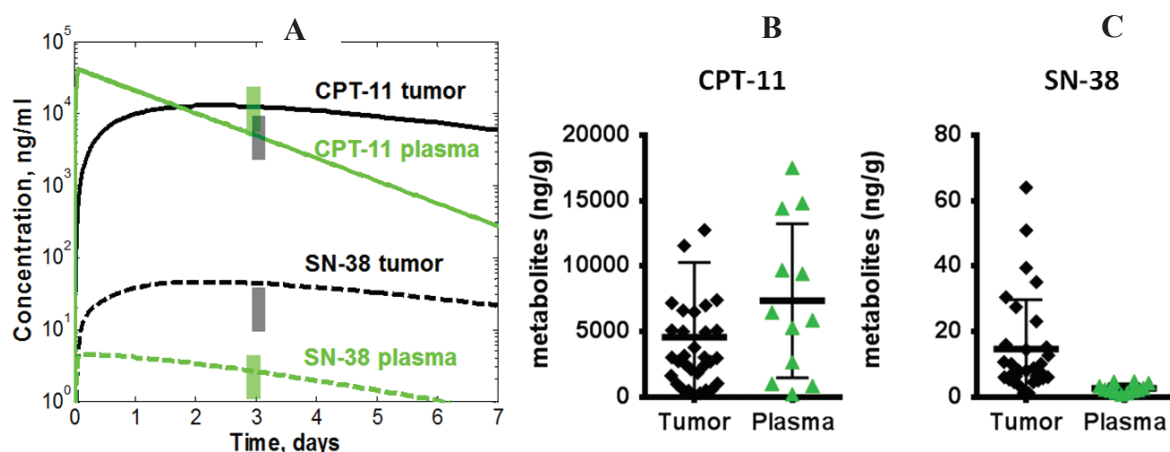 A
10^5
10^4
10^3
10^2
10^1
10^0
Concentration, ng/ml
CPT-11 tumor
CPT-11 plasma
SN-38 tumor
SN-38 plasma
0 1 2 3 4 5 6 7
Time, days
B
CPT-11
metabolites (ng/g)
20000
15000
10000
5000
0
Tumor Plasma
C
SN-38
metabolites (ng/g)
80
60
40
20
0
Tumor Plasma